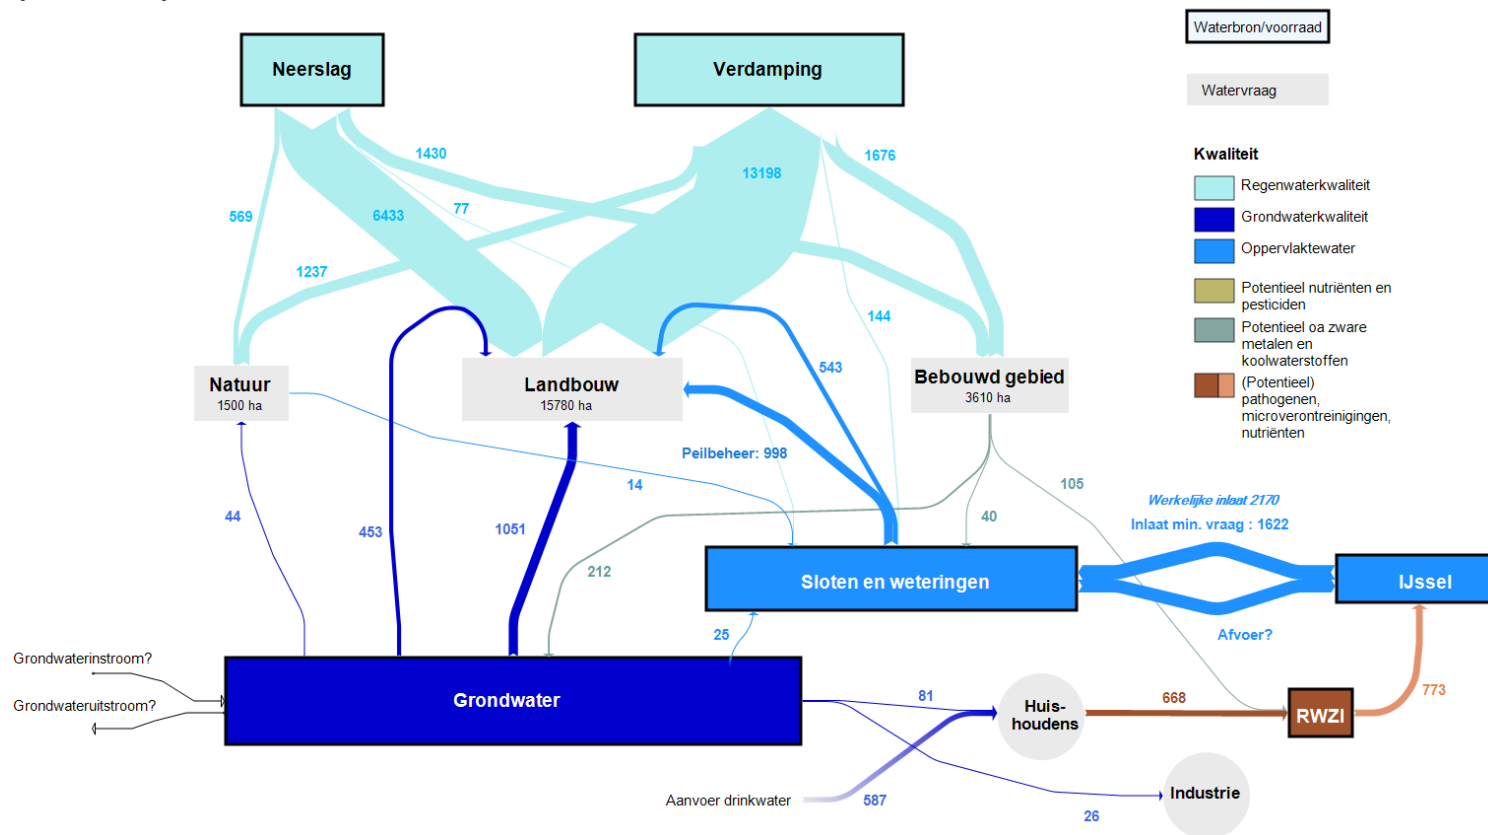 Waterbron/voorraad
Neerslag
Verdamping
Watervraag
1430
1676
Kwaliteit
13198
Regenwaterkwaliteit
77
569
6433
Grondwaterkwaliteit
Oppervlaktewater
1237
Potentieel nutriënten en
pesticiden
144
Potentieel oa zware
metalen en
koolwaterstoffen
543
Natuur
1500 ha
Landbouw
15780 ha
Bebouwd gebied
3610 ha
(Potentieel)
pathogenen,
microverontreinigingen,
nutriënten
Peilbeheer: 998
14
105
Werkelijke inlaat 2170
44
453
1051
40
Inlaat min. vraag : 1622
212
Sloten en weteringen
IJssel
25
Afvoer?
Grondwaterinstroom?
Grondwateruitstroom?
Grondwater
81
Huis-
houdens
668
RWZI
773
Aanvoer drinkwater
587
Industrie
26